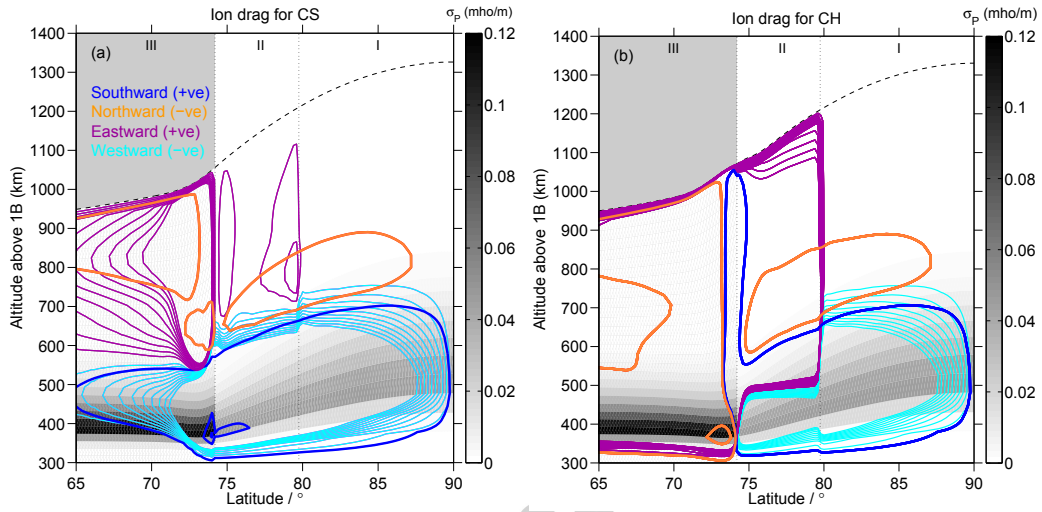 Ion drag for CS
σP (mho/m)
(a)
III
II
I
Southward (+ve)
Northward (−ve)
Eastward (+ve)
Westward (−ve)
1400
1300
1200
1100
1000
900
800
700
600
500
400
300
Altitude above 1B (km)
65
70
75
80
85
90
Latitude / °
0.12
0.1
0.08
0.06
0.04
0.02
0
Ion drag for CH
σP (mho/m)
(b)
III
II
I
1400
1300
1200
1100
1000
900
800
700
600
500
400
300
Altitude above 1B (km)
65
70
75
80
85
90
Latitude / °
0.12
0.1
0.08
0.06
0.04
0.02
0